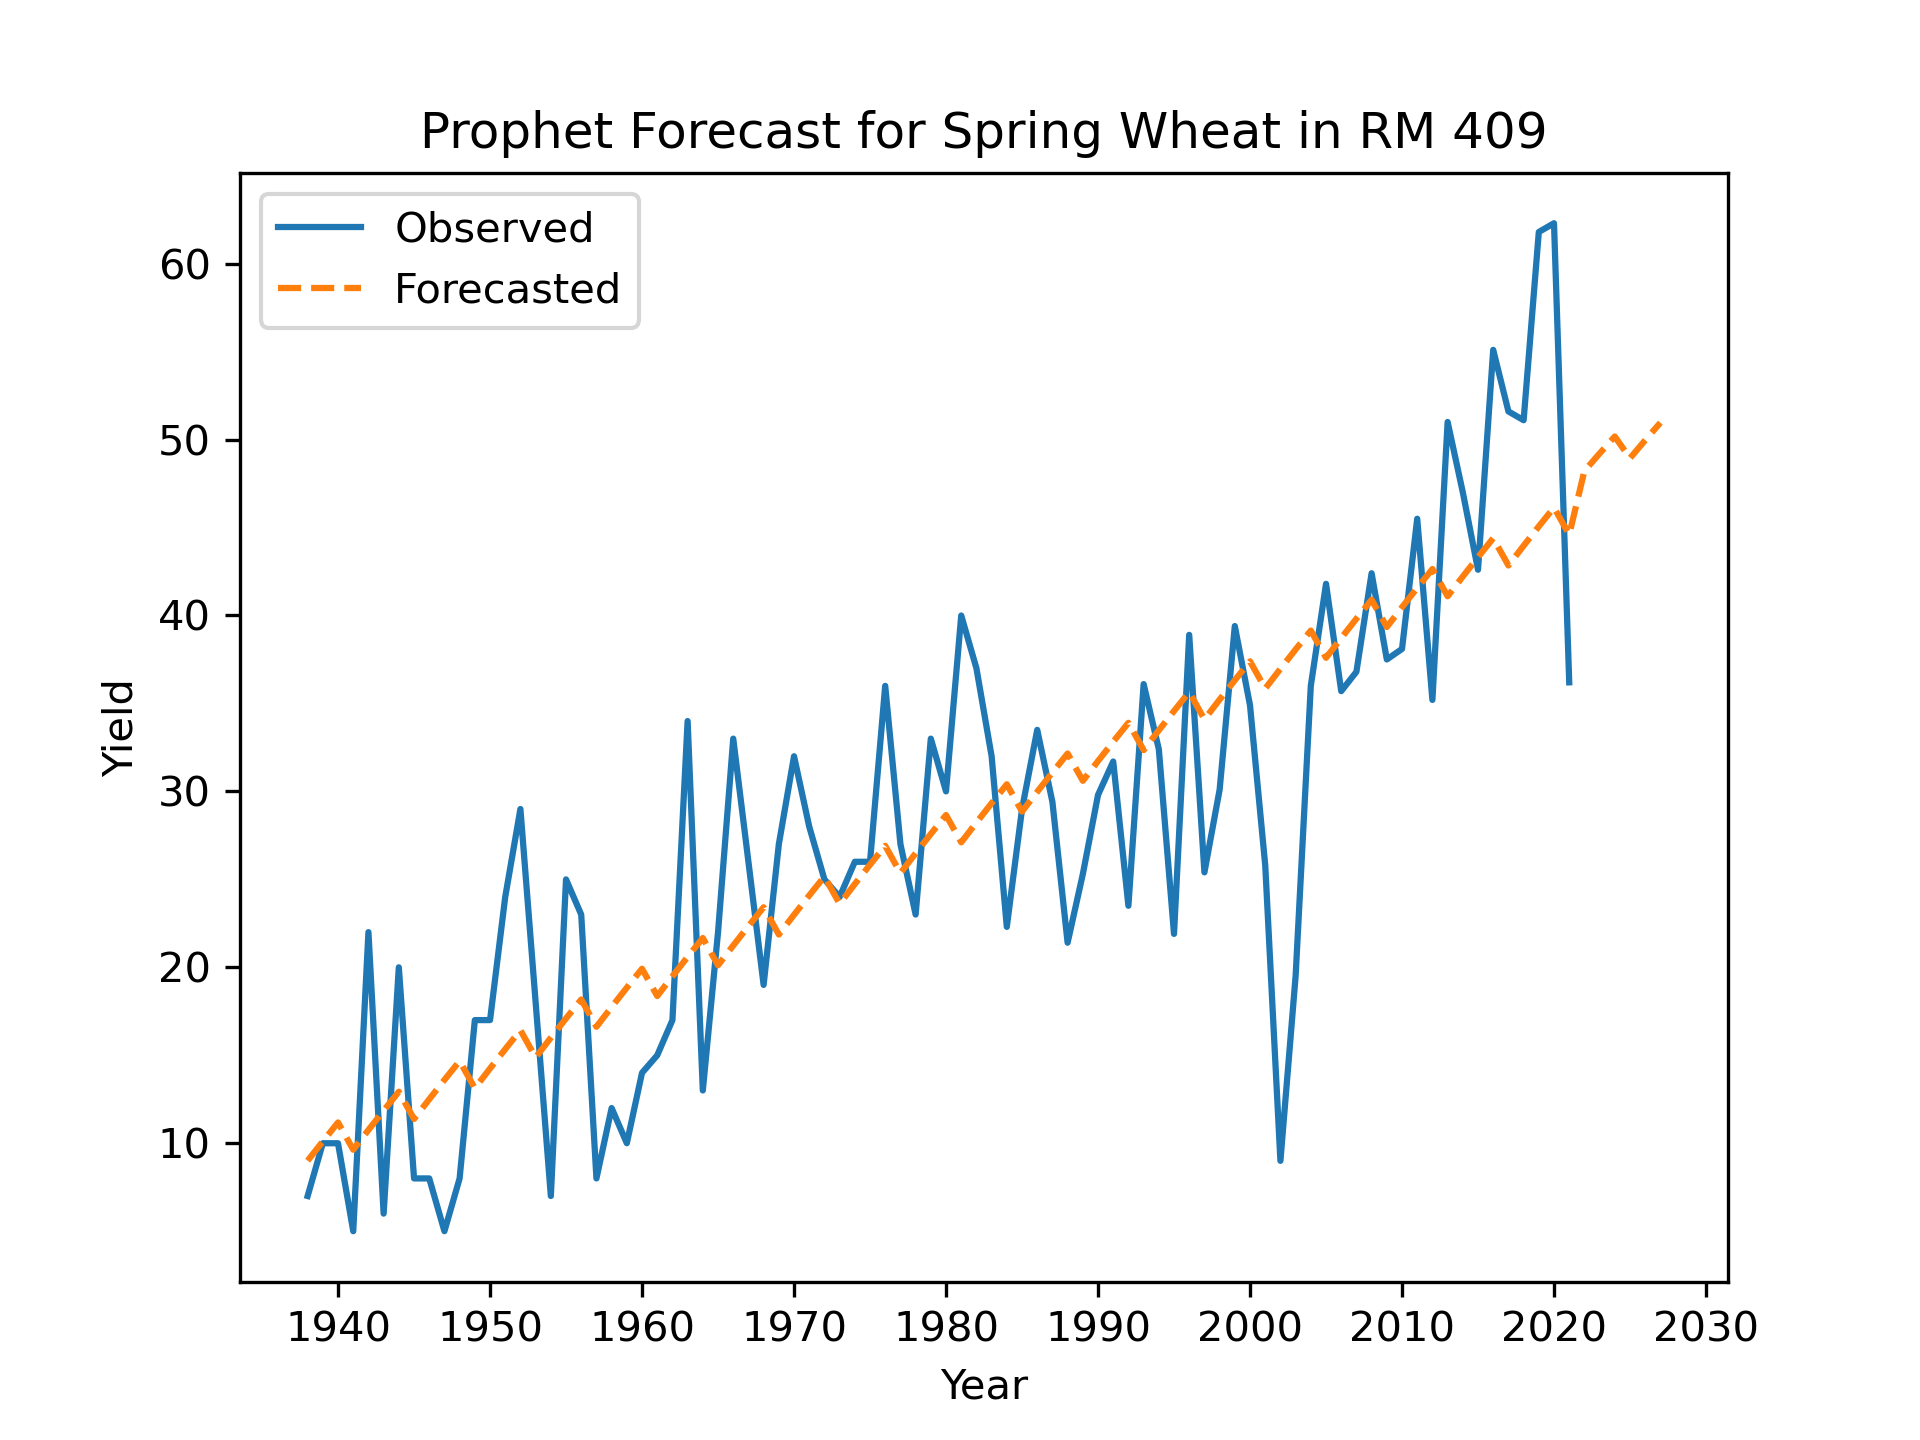 Prophet Forecast for Spring Wheat in RM 409
Observed
Forecasted
60
50
40
30
20
10
Yield
1940 1950 1960 1970 1980 1990 2000 2010 2020 2030
Year